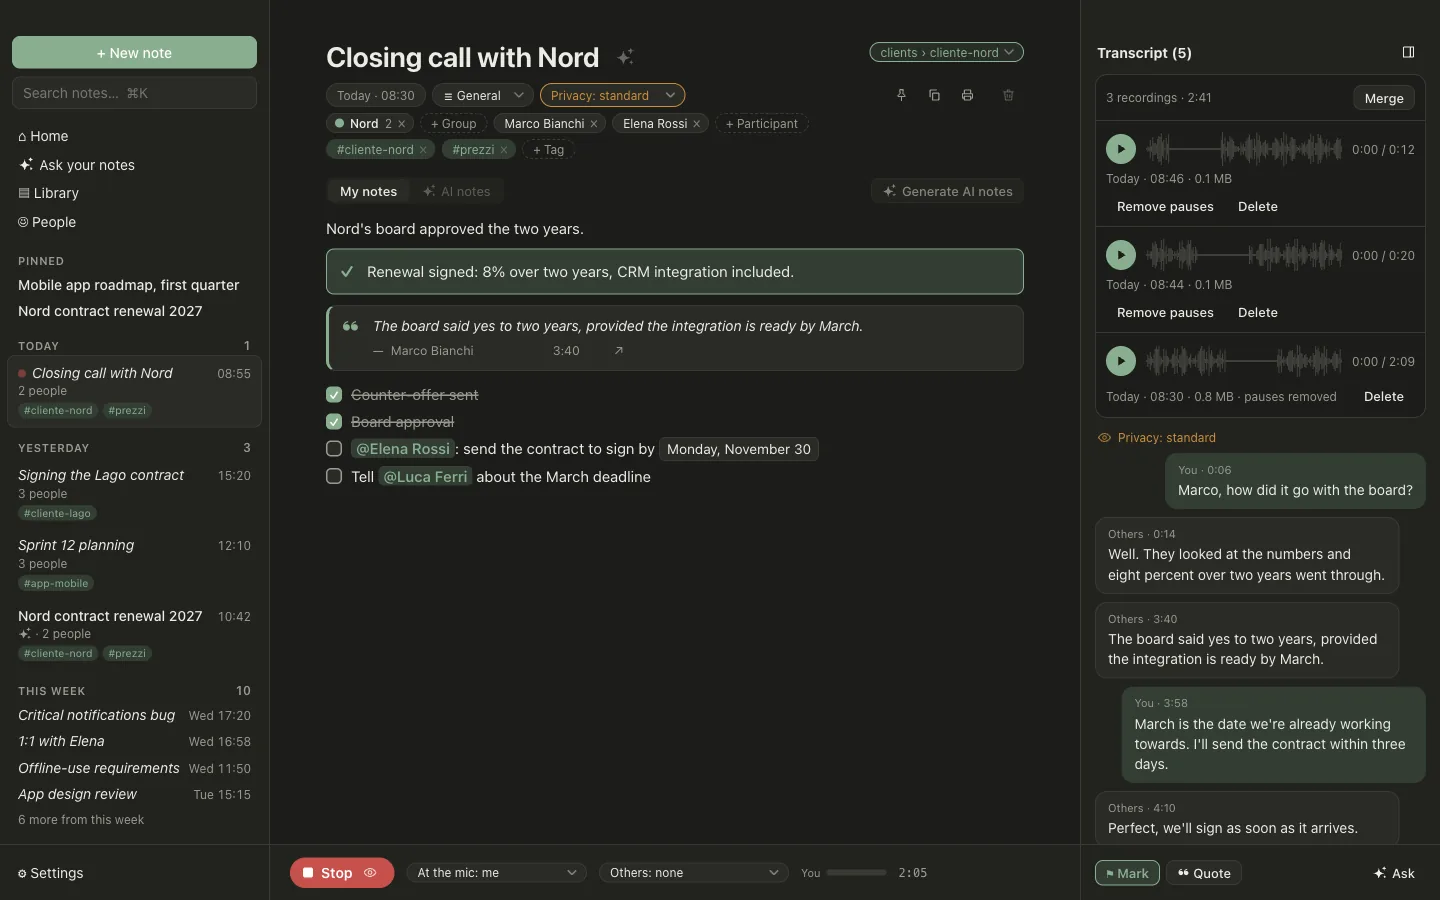 + New note
Search notes... ⌘K
Home
Ask your notes
Library
People
PINNED
Mobile app roadmap, first quarter
Nord contract renewal 2027
TODAY 1
Closing call with Nord 08:55
2 people
#cliente-nord #prezzi
YESTERDAY 3
Signing the Lago contract 15:20
3 people
#cliente-lago
Sprint 12 planning 12:10
3 people
#app-mobile
Nord contract renewal 2027 10:42
· 2 people
#cliente-nord #prezzi
THIS WEEK 10
Critical notifications bug Wed 17:20
1:1 with Elena Wed 16:58
Offline-use requirements Wed 11:50
App design review Tue 15:15
6 more from this week
Settings
Closing call with Nord
clients › cliente-nord
Today · 08:30 General Privacy: standard
Nord 2 × + Group Marco Bianchi × Elena Rossi × + Participant
#cliente-nord × #prezzi × + Tag
My notes AI notes Generate AI notes
Nord's board approved the two years.
Renewal signed: 8% over two years, CRM integration included.
The board said yes to two years, provided the integration is ready by March.
— Marco Bianchi 3:40 ↗
Counter-offer sent
Board approval
@Elena Rossi: send the contract to sign by Monday, November 30
Tell @Luca Ferri about the March deadline
Stop At the mic: me Others: none You 2:05
Transcript (5)
3 recordings · 2:41 Merge
0:00 / 0:12
Today · 08:46 · 0.1 MB
Remove pauses Delete
0:00 / 0:20
Today · 08:44 · 0.1 MB
Remove pauses Delete
0:00 / 2:09
Today · 08:30 · 0.8 MB · pauses removed Delete
Privacy: standard
You · 0:06
Marco, how did it go with the board?
Others · 0:14
Well. They looked at the numbers and
eight percent over two years went through.
Others · 3:40
The board said yes to two years, provided
the integration is ready by March.
You · 3:58
March is the date we're already working
towards. I'll send the contract within three
days.
Others · 4:10
Perfect, we'll sign as soon as it arrives.
Mark Quote Ask